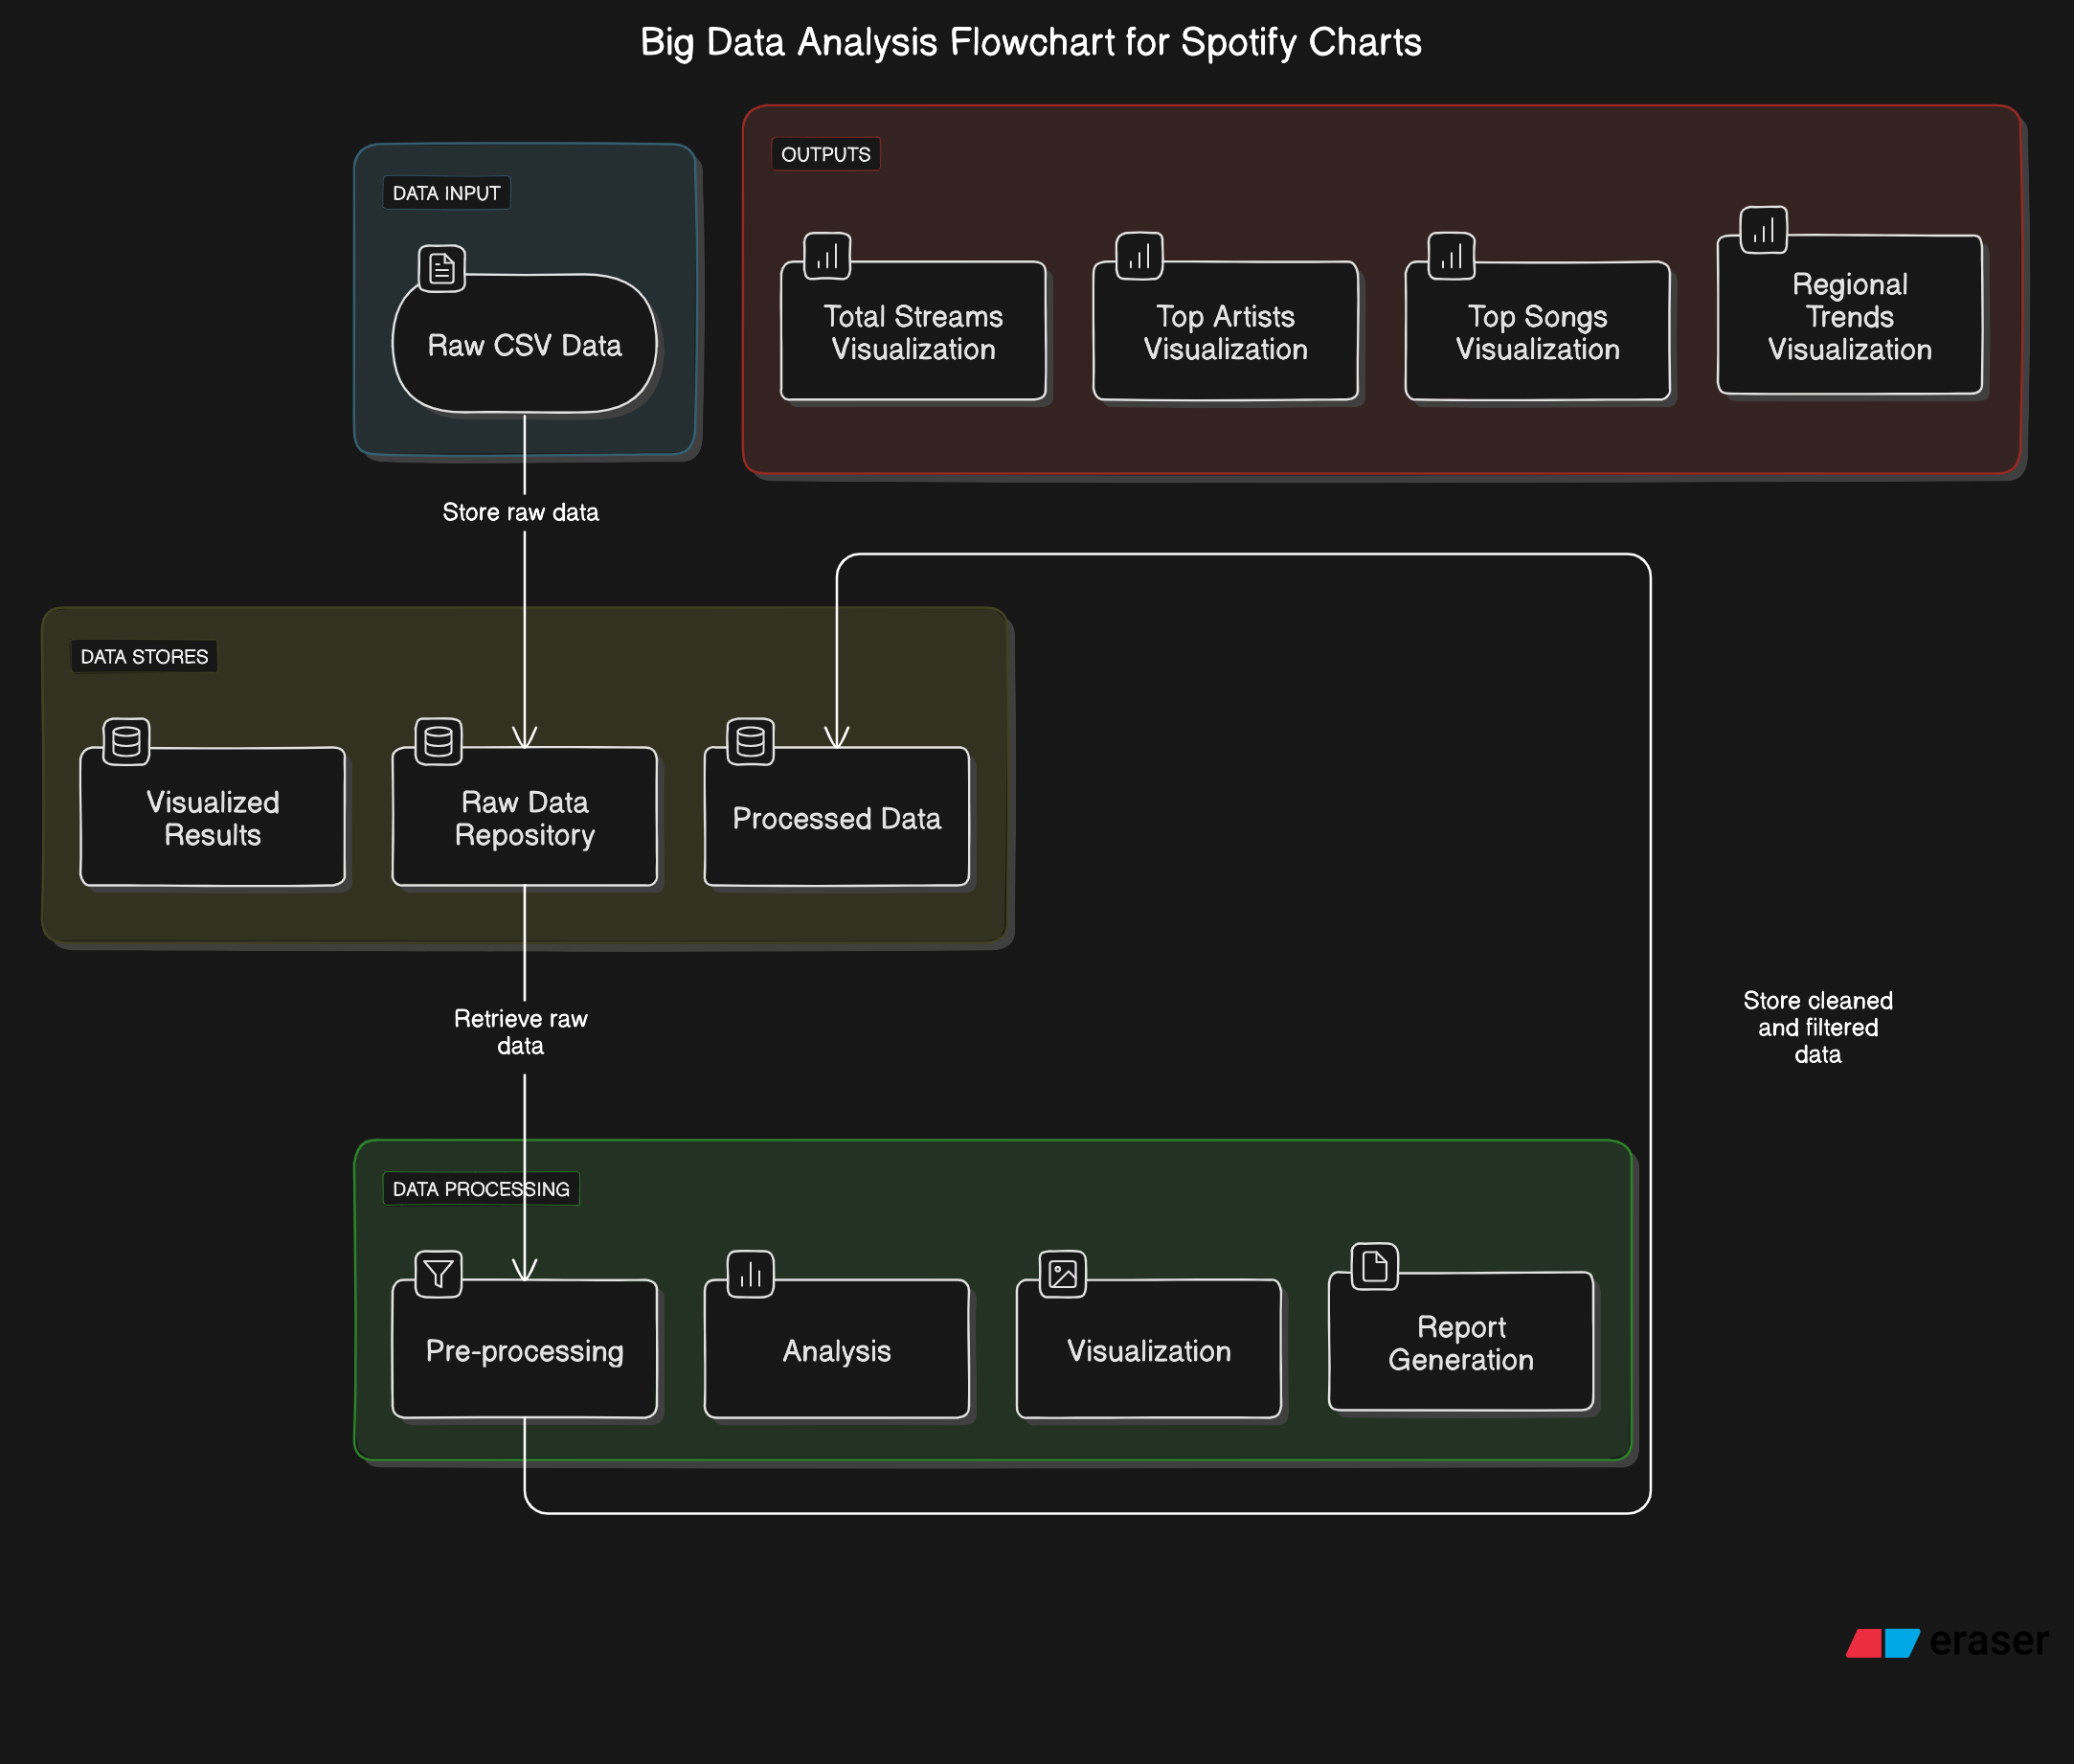 Big Data Analysis Flowchart for Spotify Charts
DATA INPUT
Raw CSV Data
OUTPUTS
Total Streams
Visualization
Top Artists
Visualization
Top Songs
Visualization
Regional
Trends
Visualization
Store raw data
DATA STORES
Visualized
Results
Raw Data
Repository
Processed Data
Retrieve raw
data
Store cleaned
and filtered
data
DATA PROCESSING
Pre-processing
Analysis
Visualization
Report
Generation
eraser